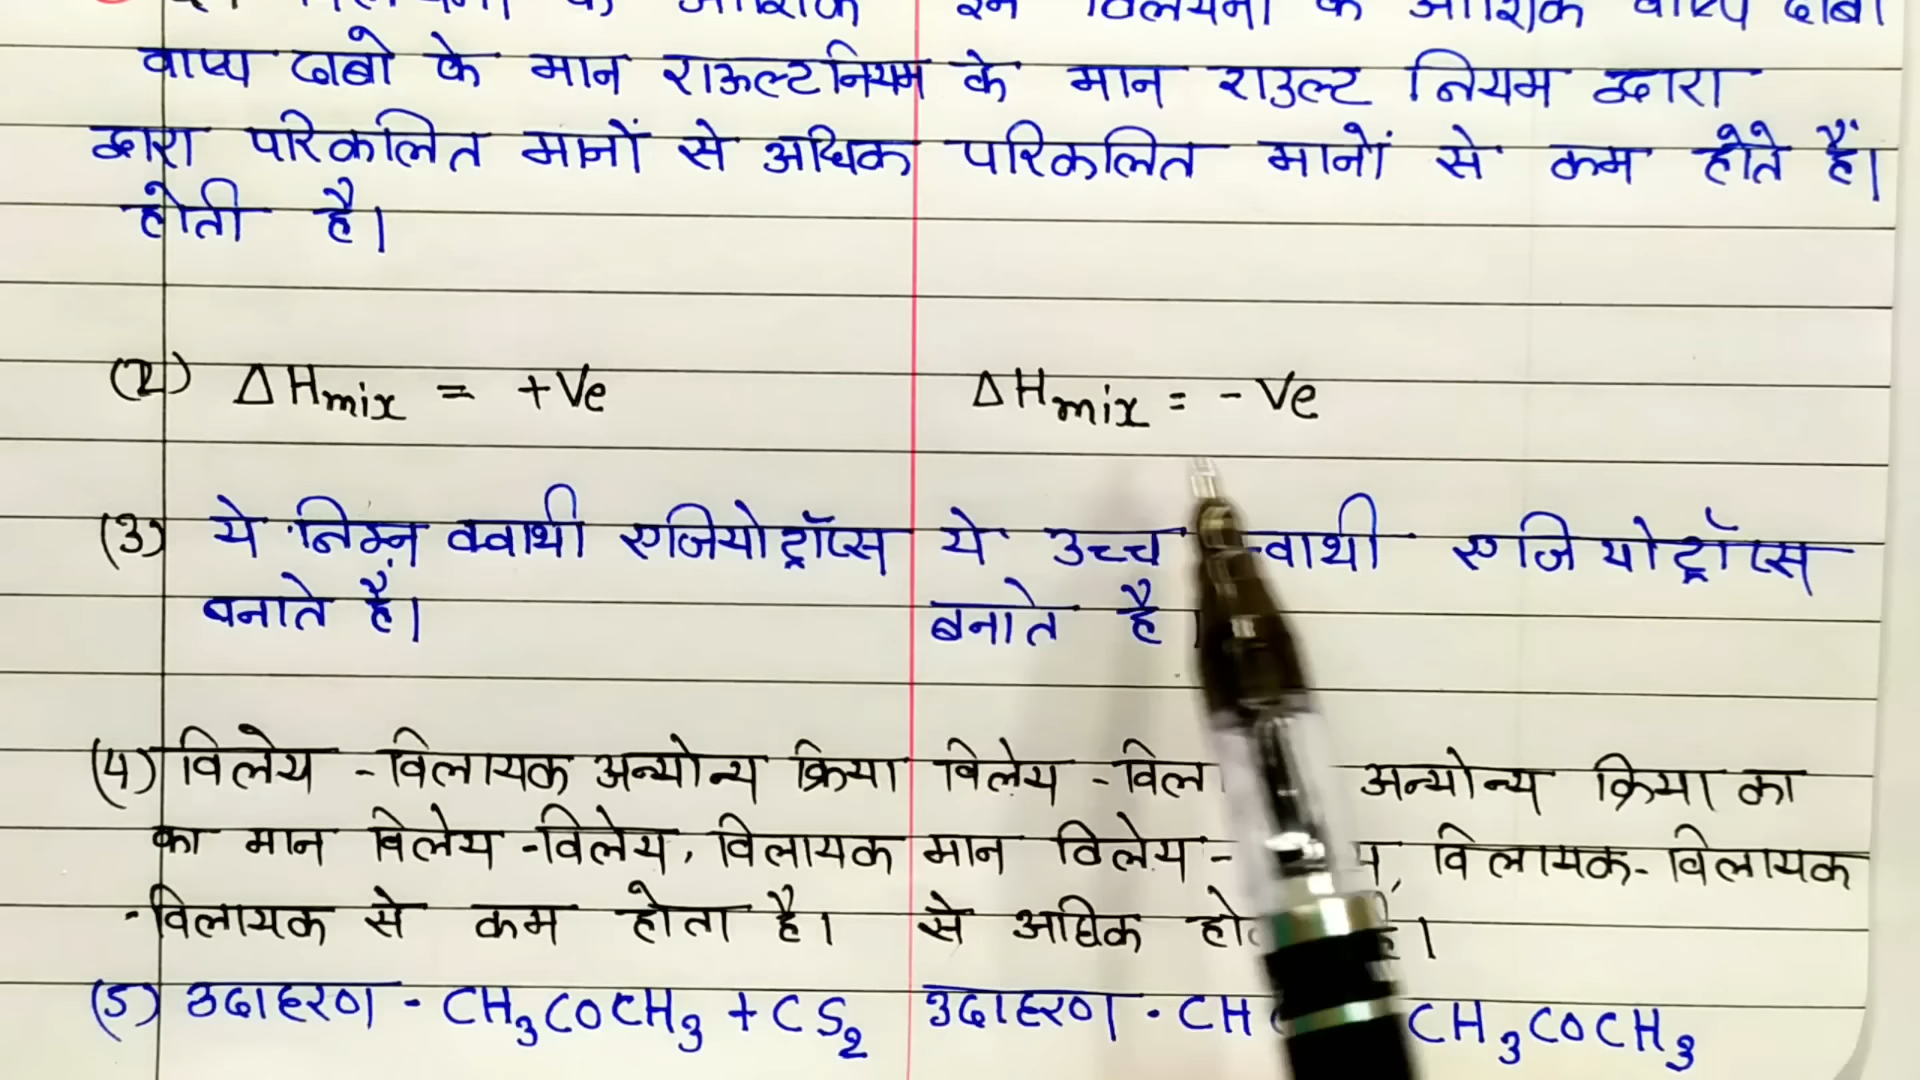 के इन के
वाष्प दाबो के मान राऊल्टनियम
द्वारा परिकलित मानों से अधिक
होती है।
के मान राउल्ट नियम द्वारा
परिकलित मानों से कम होते हैं।
(2) ΔHmix = +Ve
ΔHmix = -Ve
(3) ये निम्न क्वाथी एजियोट्रॉप्स
बनाते हैं।
ये उच्च एजियोट्रॉप्स
बनाते है।
(4) विलेय -विलायक अन्योन्य क्रिया
का मान विलेय -विलेय, विलायक
-विलायक से कम होता है।
विलेय - अन्योन्य क्रिया का
मान विलेय - विलायक- विलायक
से अधिक
(5) उदाहरण - CH₃COCH₃ + CS₂
उदाहरण - CH₃COCH₃